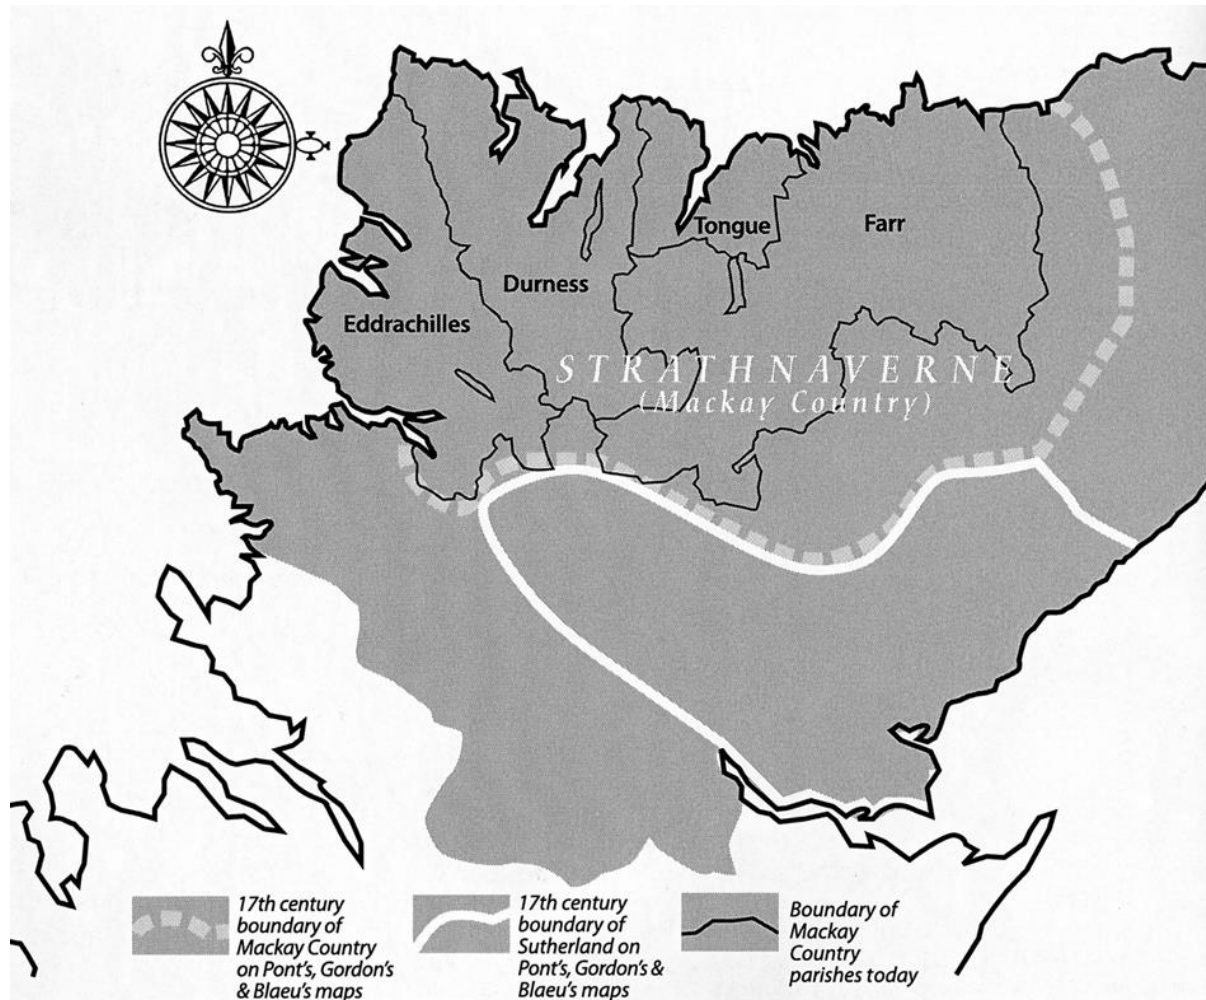 Tongue
Farr
Durness
Eddrachilles
STRATHNAVERNE
(Mackay Country)
17th century
boundary of
Mackay Country
on Pont's, Gordon's
& Blaeu's maps
17th century
boundary of
Sutherland on
Pont's, Gordon's &
Blaeu's maps
Boundary of
Mackay
Country
parishes today